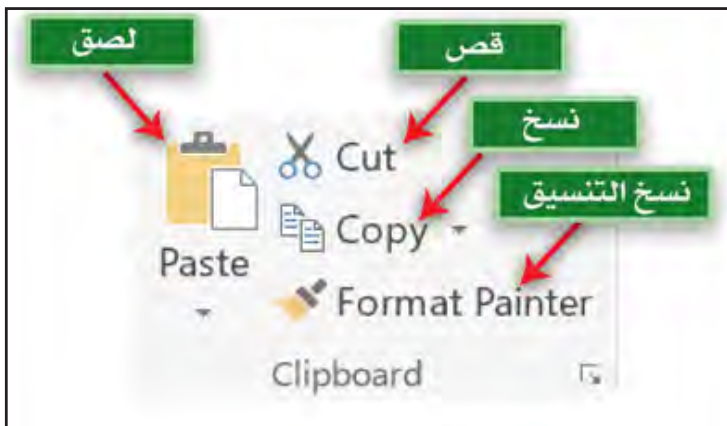 لصق
قص
Cut
نسخ
Copy
نسخ التنسيق
Paste
Format Painter
Clipboard